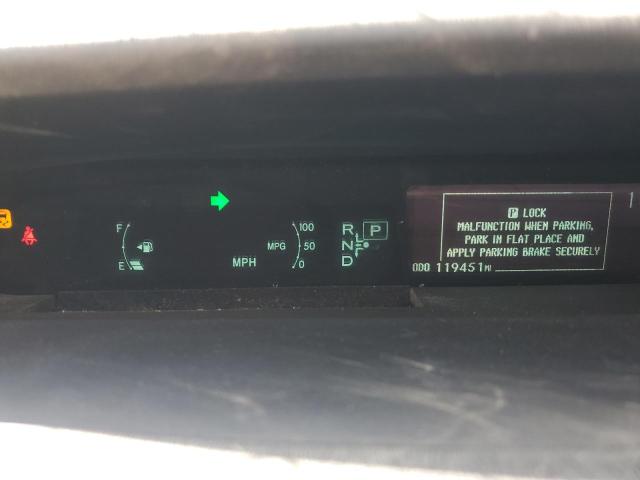 F
E
MPG
100
50
0
MPH
R
N
D
P
P LOCK
MALFUNCTION WHEN PARKING,
PARK IN FLAT PLACE AND
APPLY PARKING BRAKE SECURELY
ODO 119451 MI